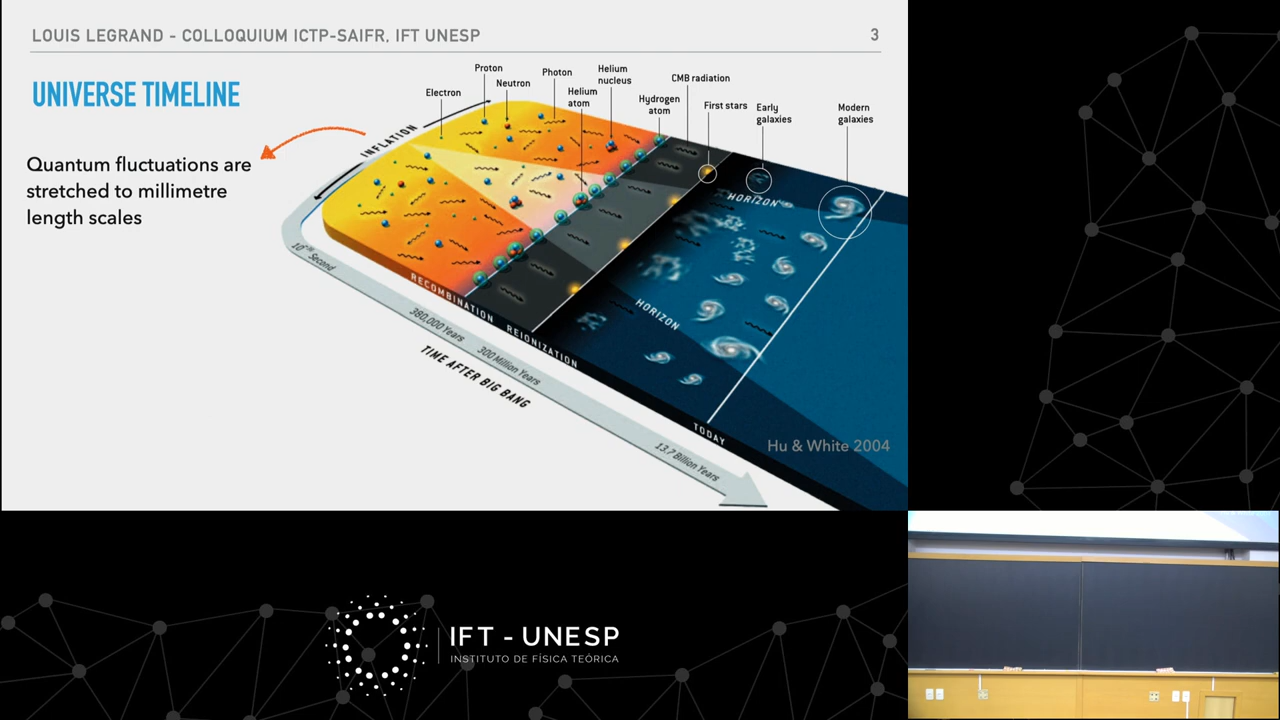 LOUIS LEGRAND - COLLOQUIUM ICTP-SAIFR, IFT UNESP
3
UNIVERSE TIMELINE
Quantum fluctuations are
stretched to millimetre
length scales
INFLATION
Electron
Proton
Neutron
Photon
Helium
atom
Helium
nucleus
Hydrogen
atom
CMB radiation
First stars
Early
galaxies
Modern
galaxies
HORIZON
HORIZON
RECOMBINATION
REIONIZATION
TODAY
Second
380,000 Years
300 Million Years
13.7 Billion Years
TIME AFTER BIG BANG
Hu & White 2004
IFT - UNESP
INSTITUTO DE FÍSICA TEÓRICA